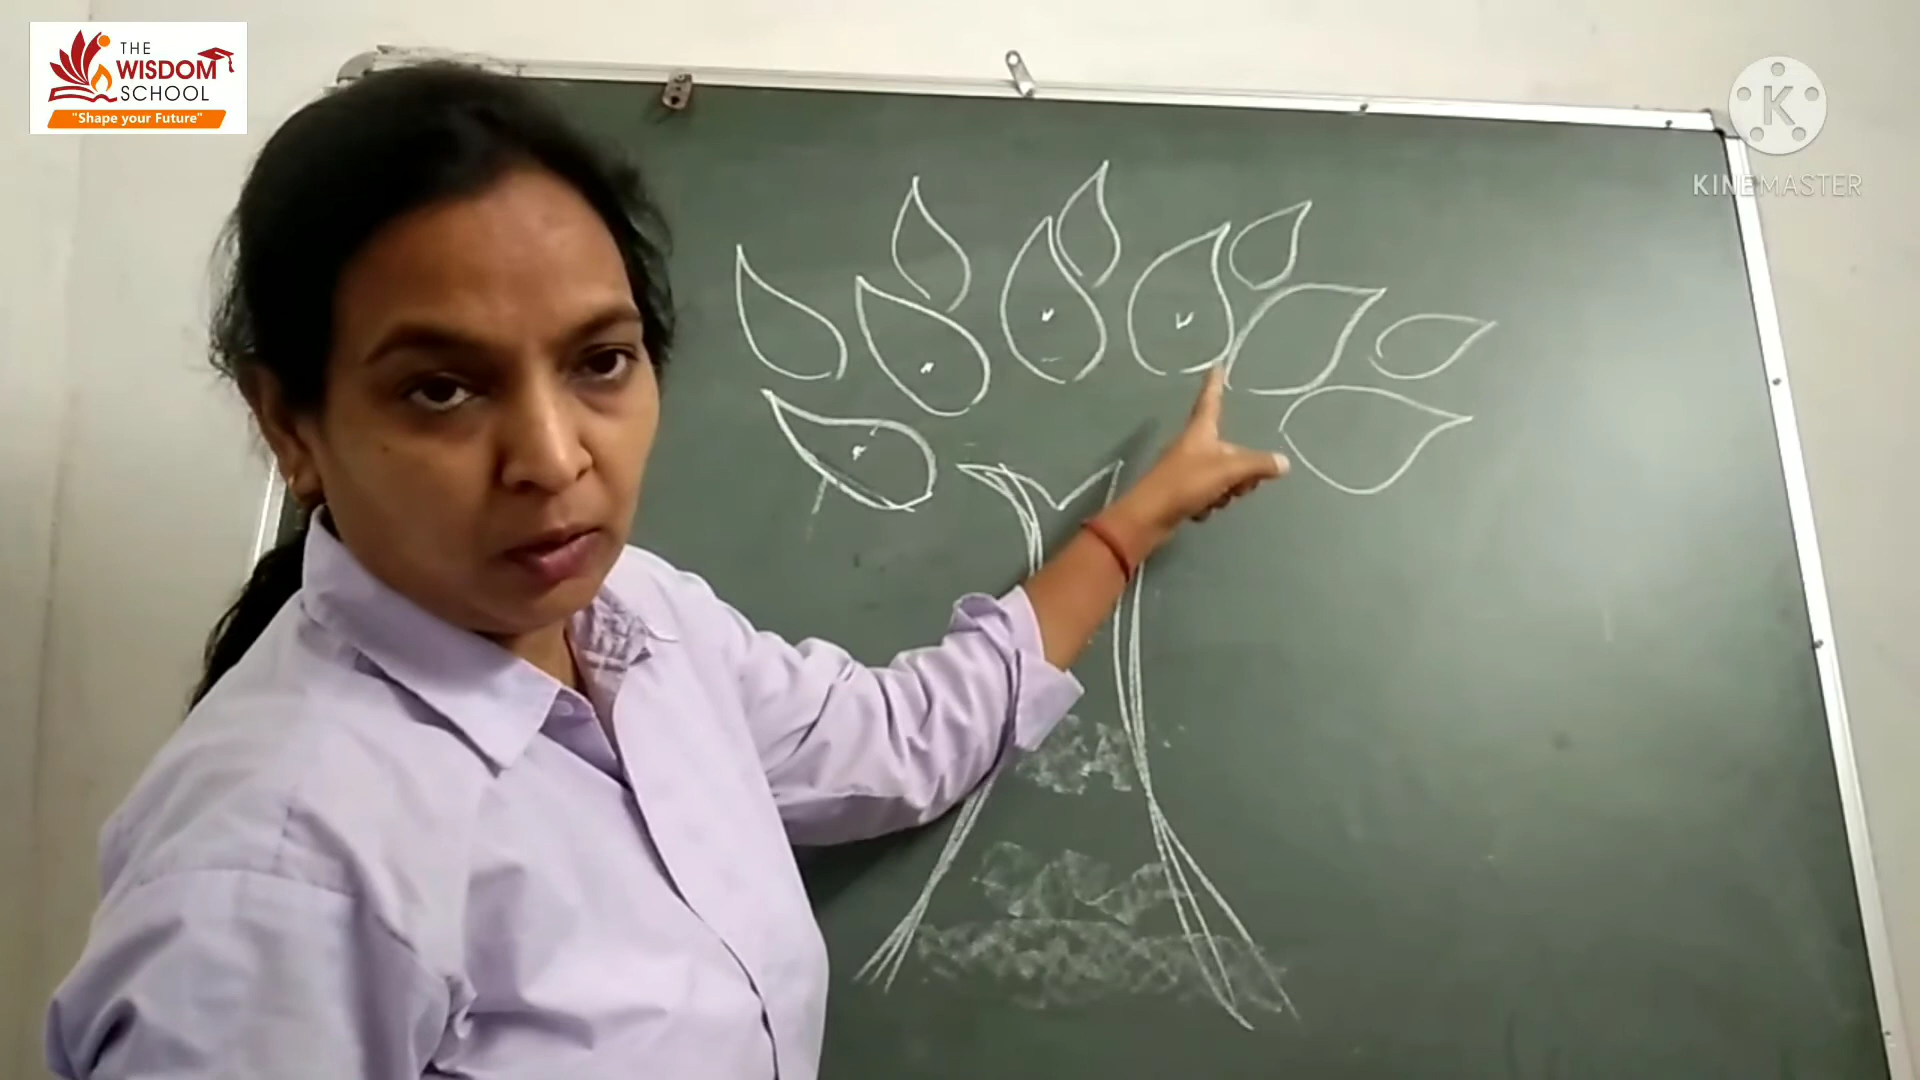 THE
WISDOM
SCHOOL
"Shape your Future"
K
KINEMASTER